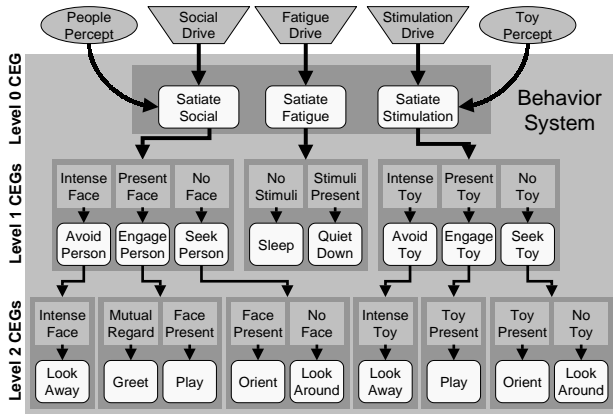 People
Percept
Social
Drive
Fatigue
Drive
Stimulation
Drive
Toy
Percept
Level 0 CEG
Satiate
Social
Satiate
Fatigue
Satiate
Stimulation
Behavior
System
Level 1 CEGs
Intense
Face
Present
Face
No
Face
No
Stimuli
Stimuli
Present
Intense
Toy
Present
Toy
No
Toy
Avoid
Person
Engage
Person
Seek
Person
Sleep
Quiet
Down
Avoid
Toy
Engage
Toy
Seek
Toy
Level 2 CEGs
Intense
Face
Mutual
Regard
Face
Present
Face
Present
No
Face
Intense
Toy
Toy
Present
Toy
Present
No
Toy
Look
Away
Greet
Play
Orient
Look
Around
Look
Away
Play
Orient
Look
Around